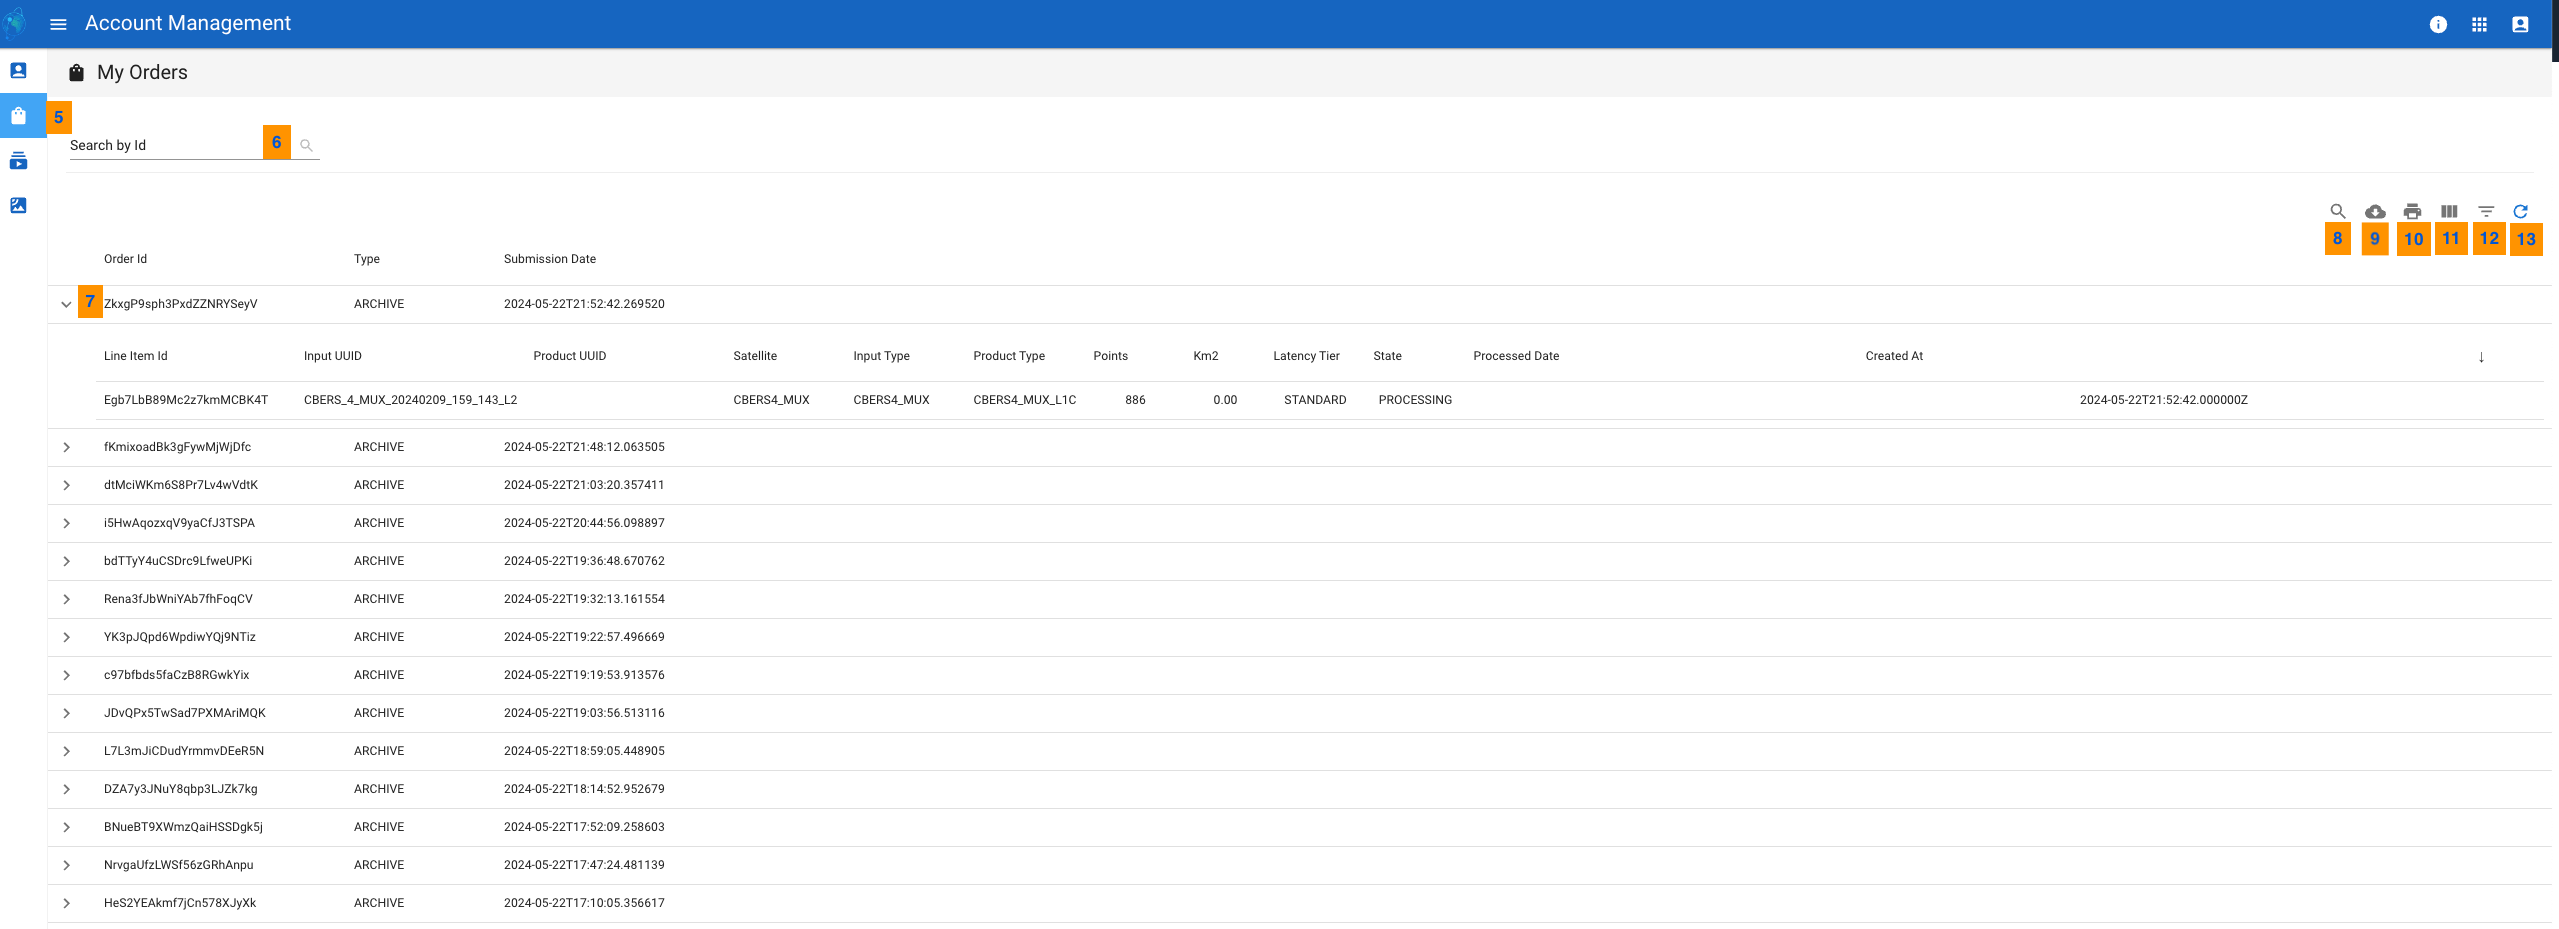 Account Management
My Orders
5
Search by Id 6
8 9 10 11 12 13
Order Id Type Submission Date
7 ZkxgP9sph3PxdZZNRYSeyV ARCHIVE 2024-05-22T21:52:42.269520
Line Item Id Input UUID Product UUID Satellite Input Type Product Type Points Km2 Latency Tier State Processed Date Created At ↓
Egb7LbB89Mc2z7kmMCBK4T CBERS_4_MUX_20240209_159_143_L2 CBERS4_MUX CBERS4_MUX CBERS4_MUX_L1C 886 0.00 STANDARD PROCESSING 2024-05-22T21:52:42.000000Z
fKmixoadBk3gFywMjWjDfc ARCHIVE 2024-05-22T21:48:12.063505
dtMciWKm6S8Pr7Lv4wVdtK ARCHIVE 2024-05-22T21:03:20.357411
i5HwAqozxqV9yaCfJ3TSPA ARCHIVE 2024-05-22T20:44:56.098897
bdTTyY4uCSDrc9LfweUPKi ARCHIVE 2024-05-22T19:36:48.670762
Rena3fJbWniYAb7fhFoqCV ARCHIVE 2024-05-22T19:32:13.161554
YK3pJQpd6WpdiwYQj9NTiz ARCHIVE 2024-05-22T19:22:57.496669
c97bfbds5faCzB8RGwkYix ARCHIVE 2024-05-22T19:19:53.913576
JDvQPx5TwSad7PXMAriMQK ARCHIVE 2024-05-22T19:03:56.513116
L7L3mJiCDudYrmmvDEeR5N ARCHIVE 2024-05-22T18:59:05.448905
DZA7y3JNuY8qbp3LJZk7kg ARCHIVE 2024-05-22T18:14:52.952679
BNueBT9XWmzQaiHSSDgk5j ARCHIVE 2024-05-22T17:52:09.258603
NrvgaUfzLWSf56zGRhAnpu ARCHIVE 2024-05-22T17:47:24.481139
HeS2YEAkmf7jCn578XJyXk ARCHIVE 2024-05-22T17:10:05.356617